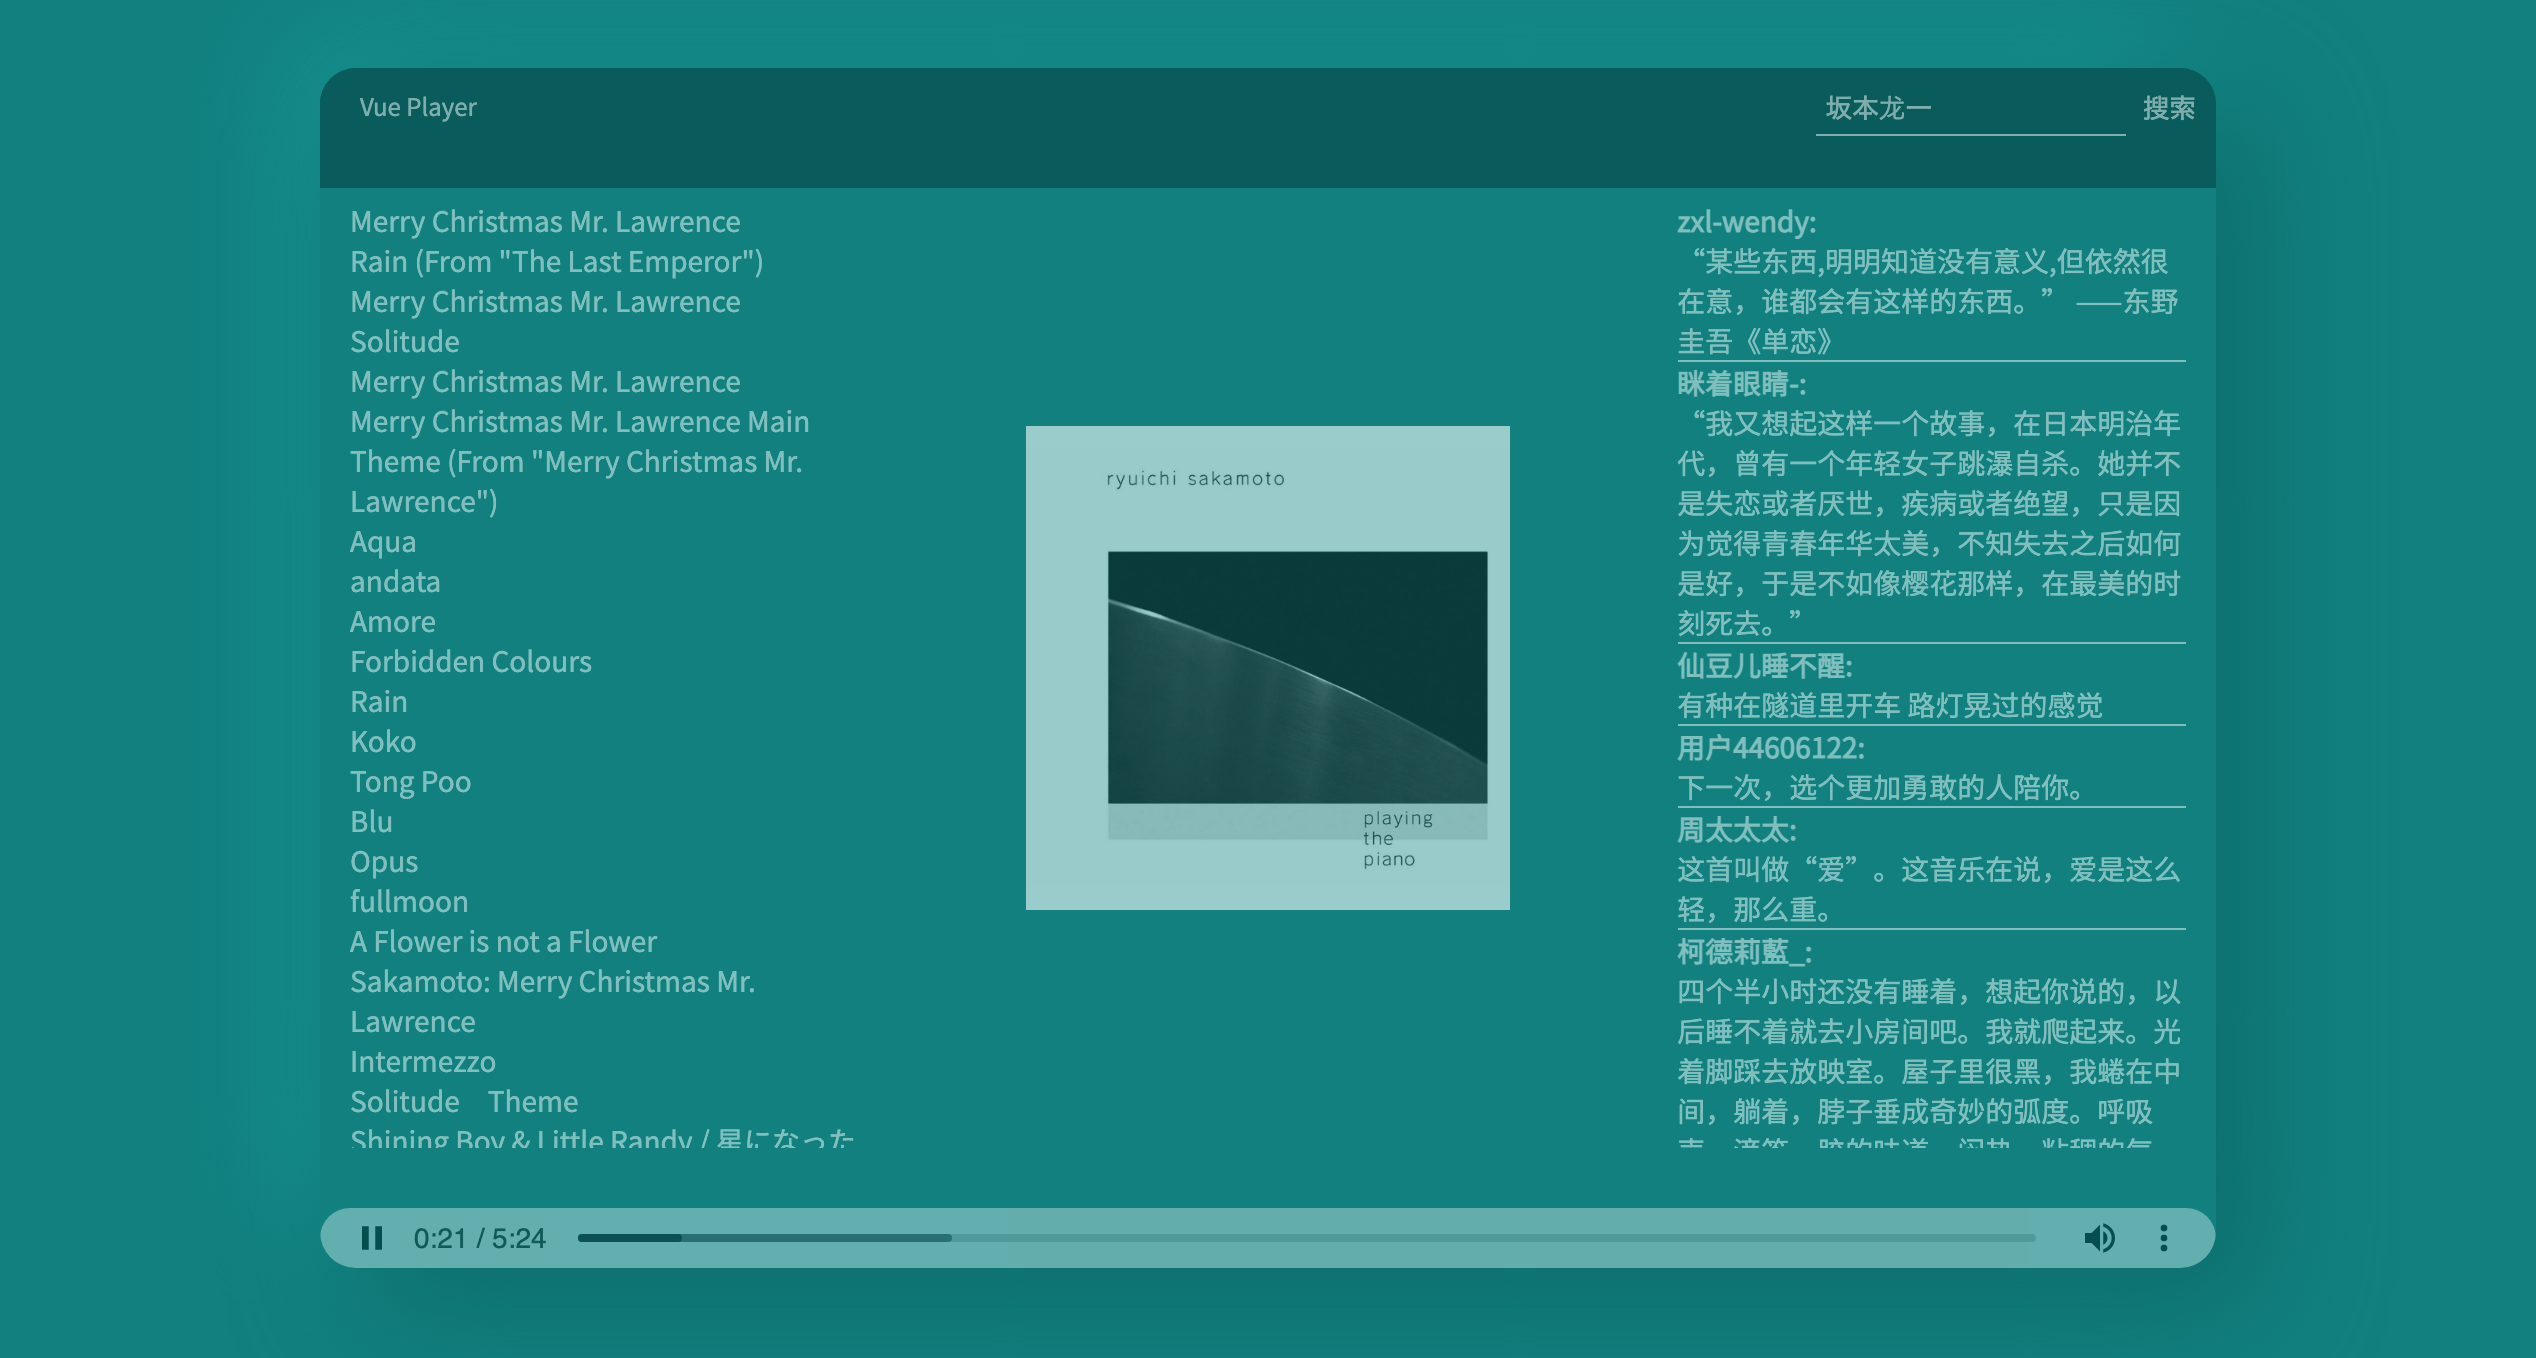 Vue Player
坂本龙一
搜索
Merry Christmas Mr. Lawrence
Rain (From "The Last Emperor")
Merry Christmas Mr. Lawrence
Solitude
Merry Christmas Mr. Lawrence
Merry Christmas Mr. Lawrence Main
Theme (From "Merry Christmas Mr.
Lawrence")
Aqua
andata
Amore
Forbidden Colours
Rain
Koko
Tong Poo
Blu
Opus
fullmoon
A Flower is not a Flower
Sakamoto: Merry Christmas Mr.
Lawrence
Intermezzo
Solitude　Theme
Shining Boy & Little Randy / 星になった
ryuichi sakamoto
playing
the
piano
zxl-wendy:
“某些东西,明明知道没有意义,但依然很
在意，谁都会有这样的东西。” ——东野
圭吾《单恋》
眯着眼睛-:
“我又想起这样一个故事，在日本明治年
代，曾有一个年轻女子跳瀑自杀。她并不
是失恋或者厌世，疾病或者绝望，只是因
为觉得青春年华太美，不知失去之后如何
是好，于是不如像樱花那样，在最美的时
刻死去。”
仙豆儿睡不醒:
有种在隧道里开车 路灯晃过的感觉
用户44606122:
下一次，选个更加勇敢的人陪你。
周太太太:
这首叫做“爱”。这音乐在说，爱是这么
轻，那么重。
柯德莉藍_:
四个半小时还没有睡着，想起你说的，以
后睡不着就去小房间吧。我就爬起来。光
着脚踩去放映室。屋子里很黑，我蜷在中
间，躺着，脖子垂成奇妙的弧度。呼吸
0:21 / 5:24